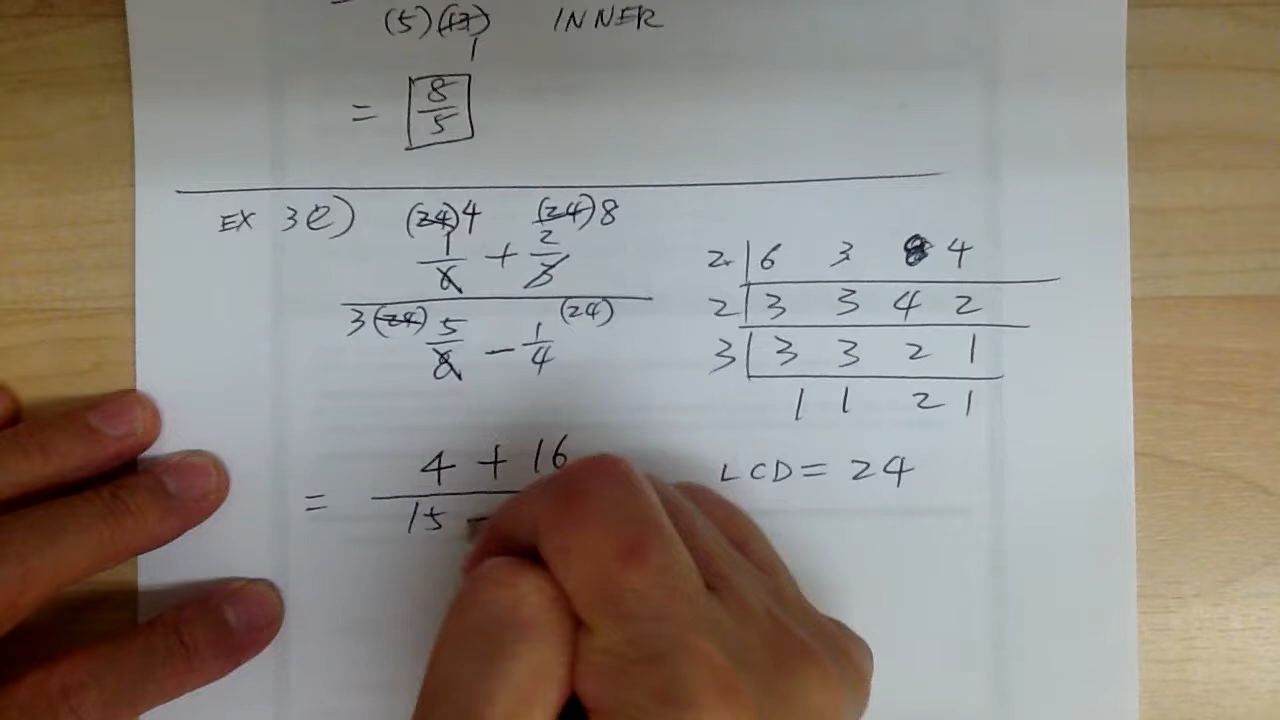 (5)(12) INNER
1
= 8/5
EX 3e) (24)4 (24)8
1/6 + 2/3
3(24) 5/8 - 1/4 (24)
= 4 + 16
15 -
2 6 3 8 4
2 3 3 4 2
3 3 3 2 1
1 1 2 1
LCD = 24